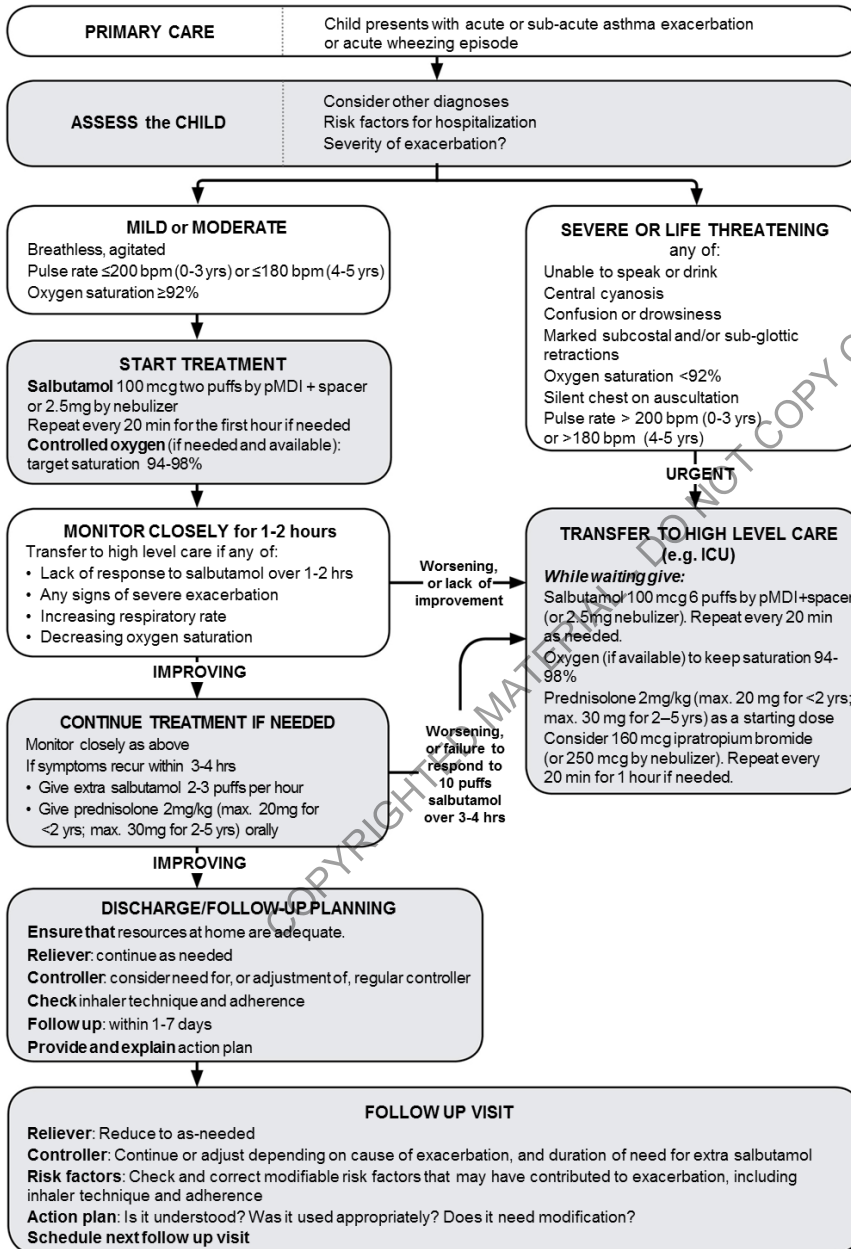 PRIMARY CARE
Child presents with acute or sub-acute asthma exacerbation
or acute wheezing episode
ASSESS the CHILD
Consider other diagnoses
Risk factors for hospitalization
Severity of exacerbation?
MILD or MODERATE
Breathless, agitated
Pulse rate ≤200 bpm (0-3 yrs) or ≤180 bpm (4-5 yrs)
Oxygen saturation ≥92%
SEVERE OR LIFE THREATENING
any of:
Unable to speak or drink
Central cyanosis
Confusion or drowsiness
Marked subcostal and/or sub-glottic
retractions
Oxygen saturation <92%
Silent chest on auscultation
Pulse rate > 200 bpm (0-3 yrs)
or >180 bpm (4-5 yrs)
START TREATMENT
Salbutamol 100 mcg two puffs by pMDI + spacer
or 2.5mg by nebulizer
Repeat every 20 min for the first hour if needed
Controlled oxygen (if needed and available):
target saturation 94-98%
URGENT
MONITOR CLOSELY for 1-2 hours
Transfer to high level care if any of:
• Lack of response to salbutamol over 1-2 hrs
• Any signs of severe exacerbation
• Increasing respiratory rate
• Decreasing oxygen saturation
Worsening,
or lack of
improvement
TRANSFER TO HIGH LEVEL CARE
(e.g. ICU)
While waiting give:
Salbutamol 100 mcg 6 puffs by pMDI+spacer
(or 2.5mg nebulizer). Repeat every 20 min
as needed.
Oxygen (if available) to keep saturation 94-
98%
Prednisolone 2mg/kg (max. 20 mg for <2 yrs;
max. 30 mg for 2–5 yrs) as a starting dose
Consider 160 mcg ipratropium bromide
(or 250 mcg by nebulizer). Repeat every
20 min for 1 hour if needed.
IMPROVING
CONTINUE TREATMENT IF NEEDED
Monitor closely as above
If symptoms recur within 3-4 hrs
• Give extra salbutamol 2-3 puffs per hour
• Give prednisolone 2mg/kg (max. 20mg for
<2 yrs; max. 30mg for 2-5 yrs) orally
Worsening,
or failure to
respond to
10 puffs
salbutamol
over 3-4 hrs
IMPROVING
DISCHARGE/FOLLOW-UP PLANNING
Ensure that resources at home are adequate.
Reliever: continue as needed
Controller: consider need for, or adjustment of, regular controller
Check inhaler technique and adherence
Follow up: within 1-7 days
Provide and explain action plan
FOLLOW UP VISIT
Reliever: Reduce to as-needed
Controller: Continue or adjust depending on cause of exacerbation, and duration of need for extra salbutamol
Risk factors: Check and correct modifiable risk factors that may have contributed to exacerbation, including
inhaler technique and adherence
Action plan: Is it understood? Was it used appropriately? Does it need modification?
Schedule next follow up visit
COPYRIGHTED MATERIAL - DO NOT COPY